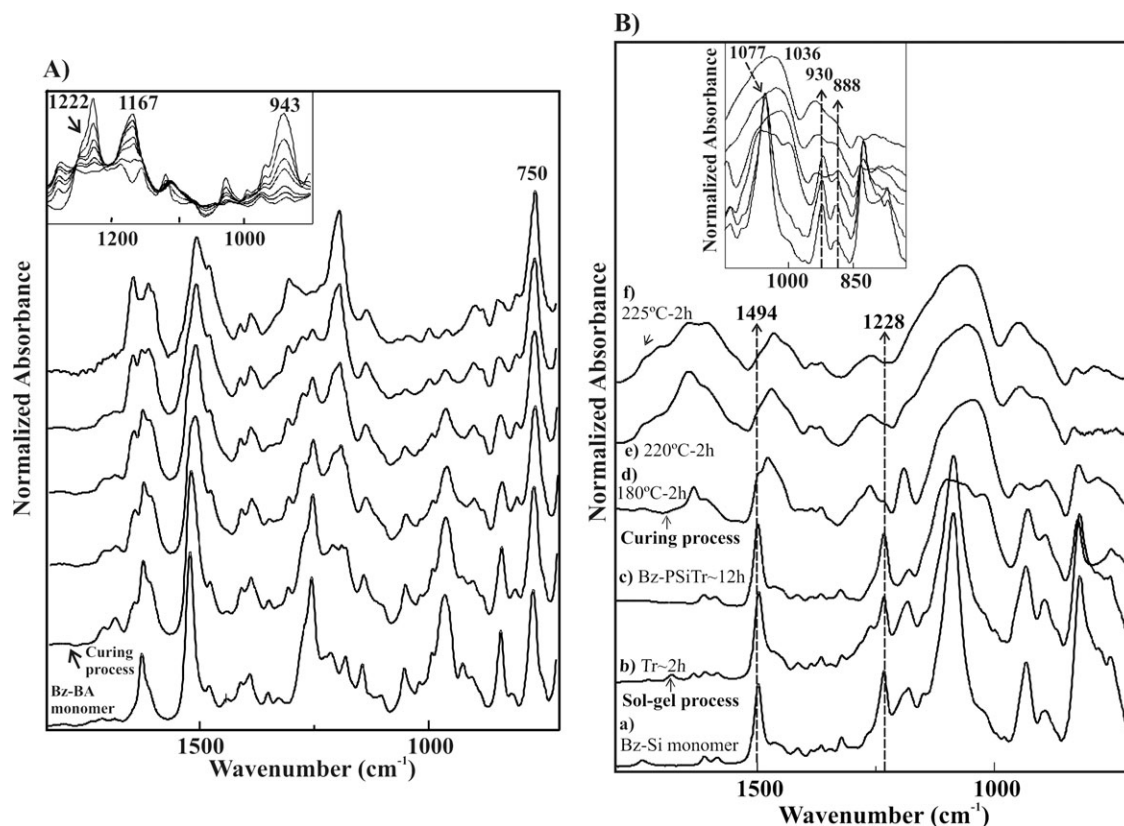 A)
1222
1167
943
1200
1000
750
Normalized Absorbance
Curing
process
Bz-BA
monomer
1500
1000
Wavenumber (cm-1)
B)
1077
1036
930
888
Normalized Absorbance
1000
850
f)
225ºC-2h
1494
1228
e) 220ºC-2h
d)
180ºC-2h
Curing process
c) Bz-PSiTr~12h
b) Tr~2h
Sol-gel process
a)
Bz-Si monomer
Normalized Absorbance
1500
1000
Wavenumber (cm-1)